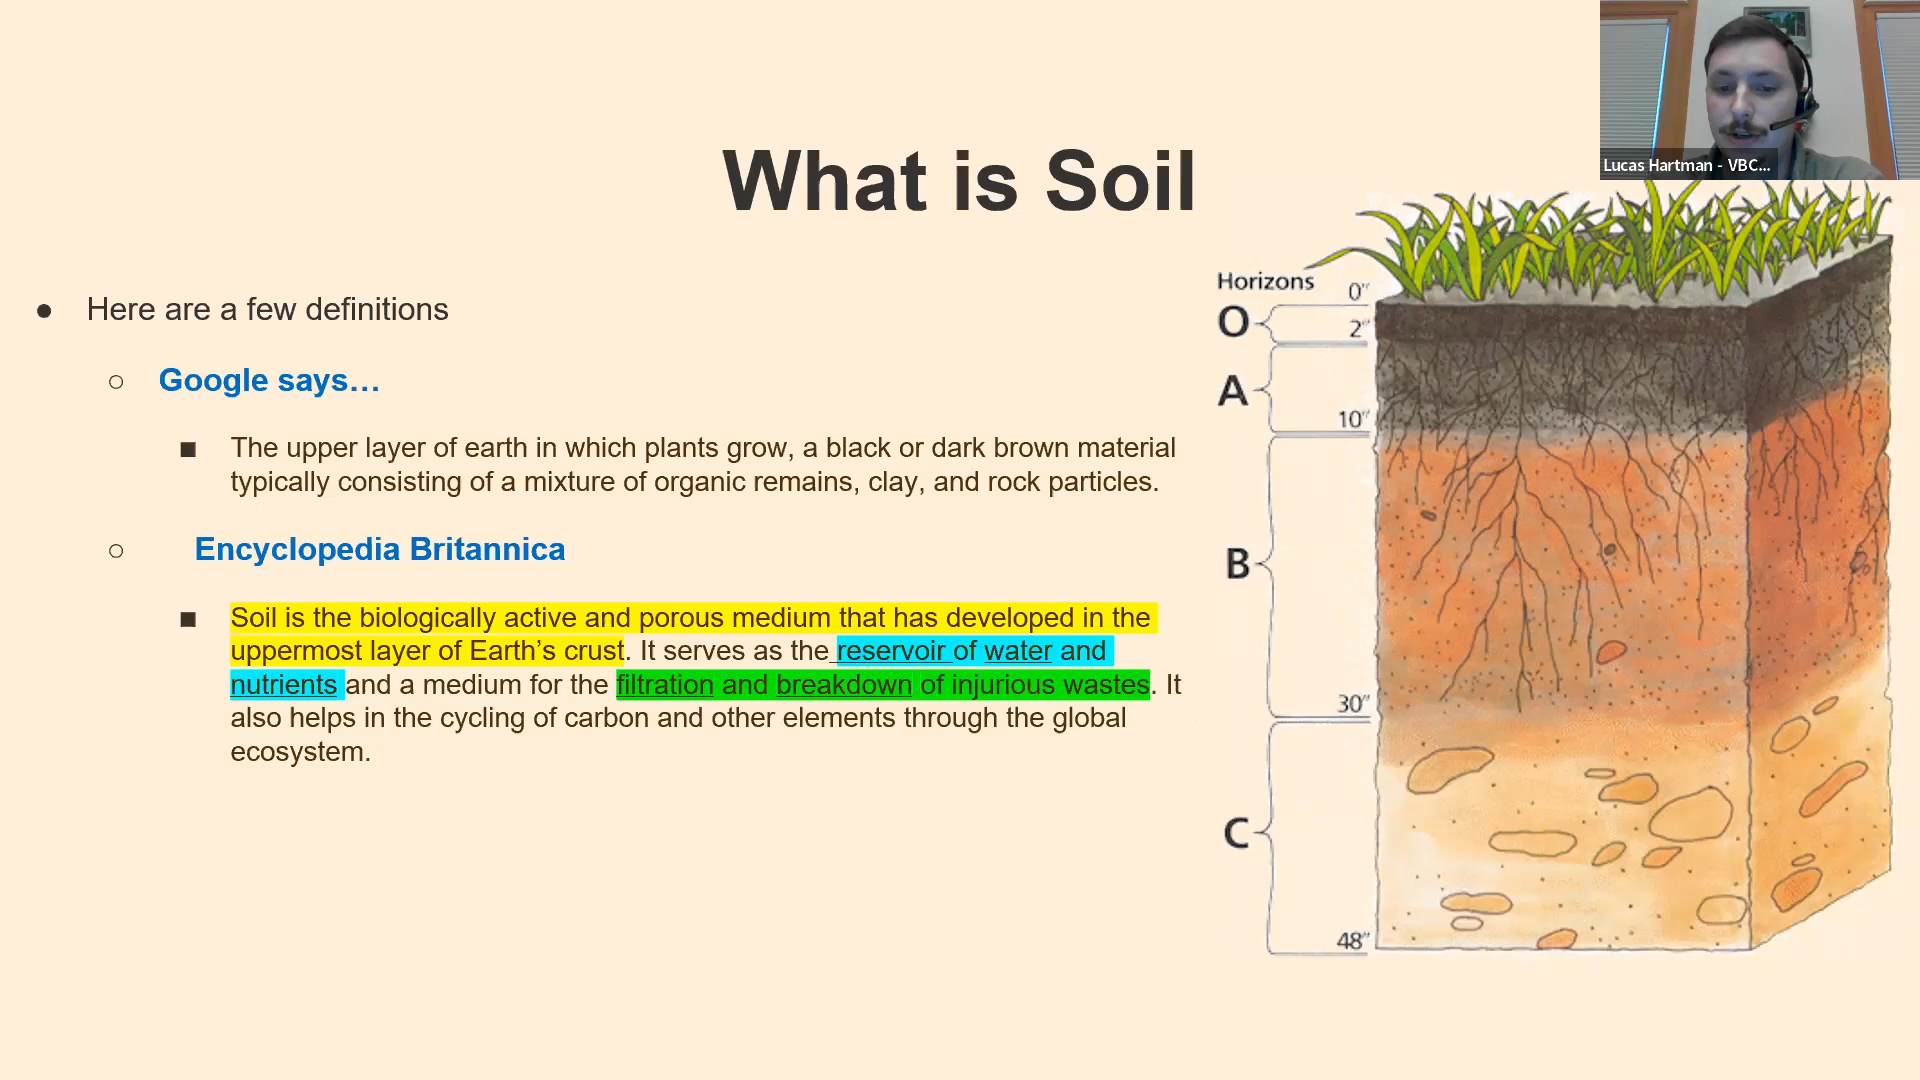 Lucas Hartman - VBC...
What is Soil
● Here are a few definitions
○ Google says…
■ The upper layer of earth in which plants grow, a black or dark brown material
typically consisting of a mixture of organic remains, clay, and rock particles.
○ Encyclopedia Britannica
■ Soil is the biologically active and porous medium that has developed in the
uppermost layer of Earth’s crust. It serves as the reservoir of water and
nutrients and a medium for the filtration and breakdown of injurious wastes. It
also helps in the cycling of carbon and other elements through the global
ecosystem.
Horizons
0"
O
2"
A
10"
B
30"
C
48"